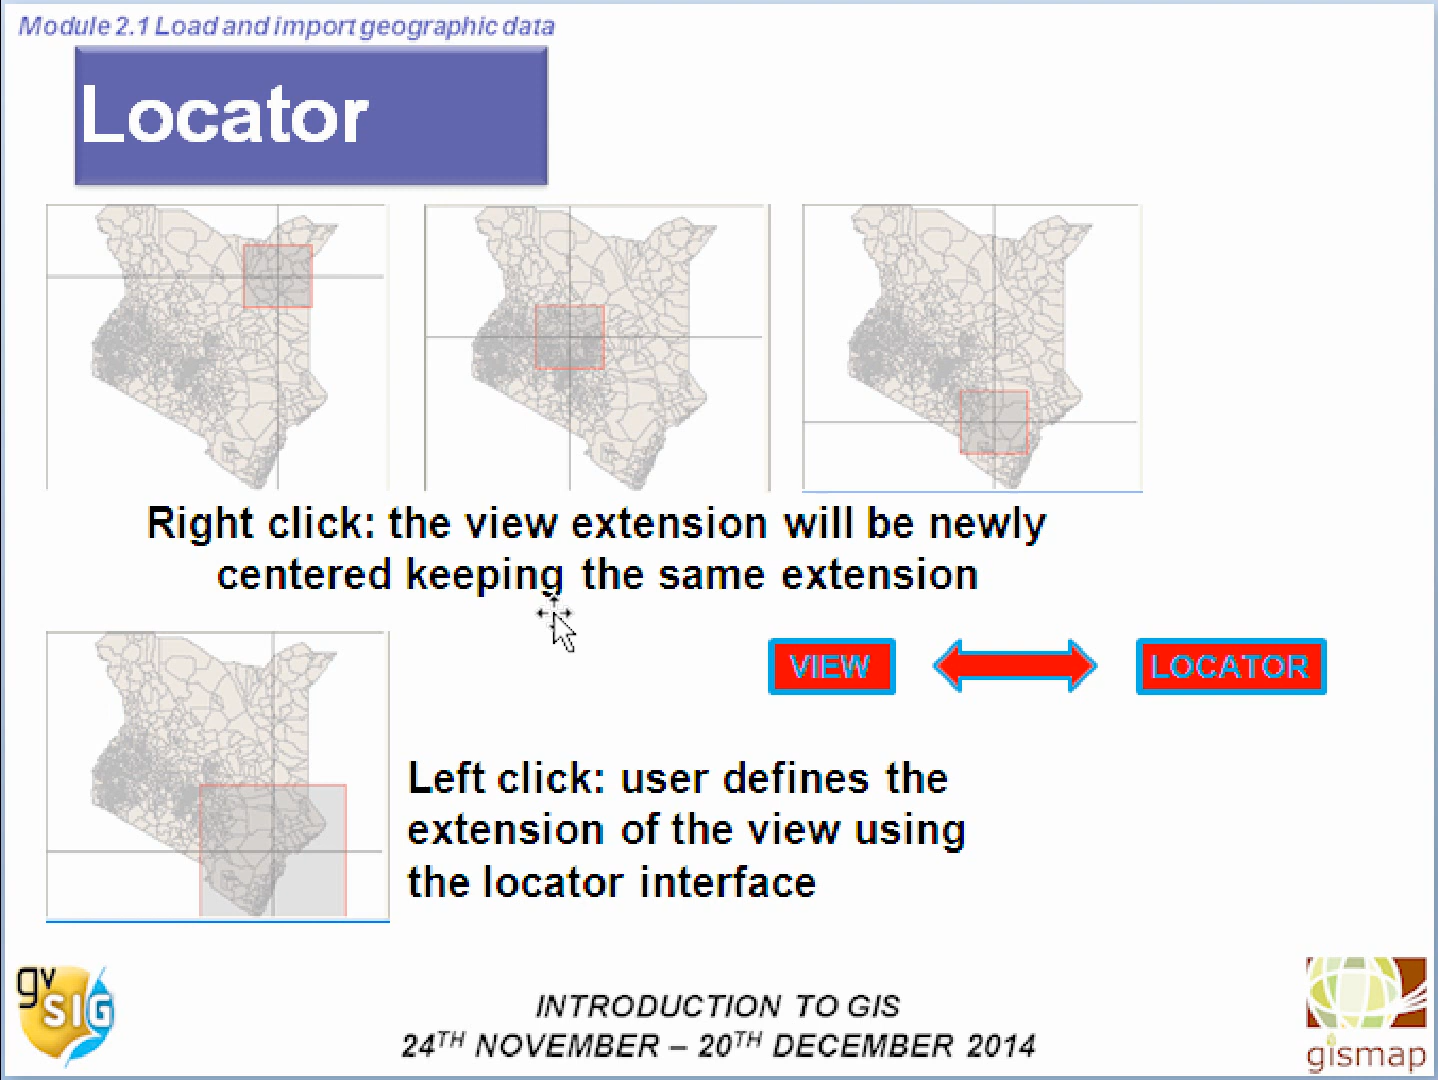 Module 2.1 Load and import geographic data
Locator
Right click: the view extension will be newly
centered keeping the same extension
VIEW
LOCATOR
Left click: user defines the
extension of the view using
the locator interface
gv
SIG
INTRODUCTION TO GIS
24TH NOVEMBER – 20TH DECEMBER 2014
gismap